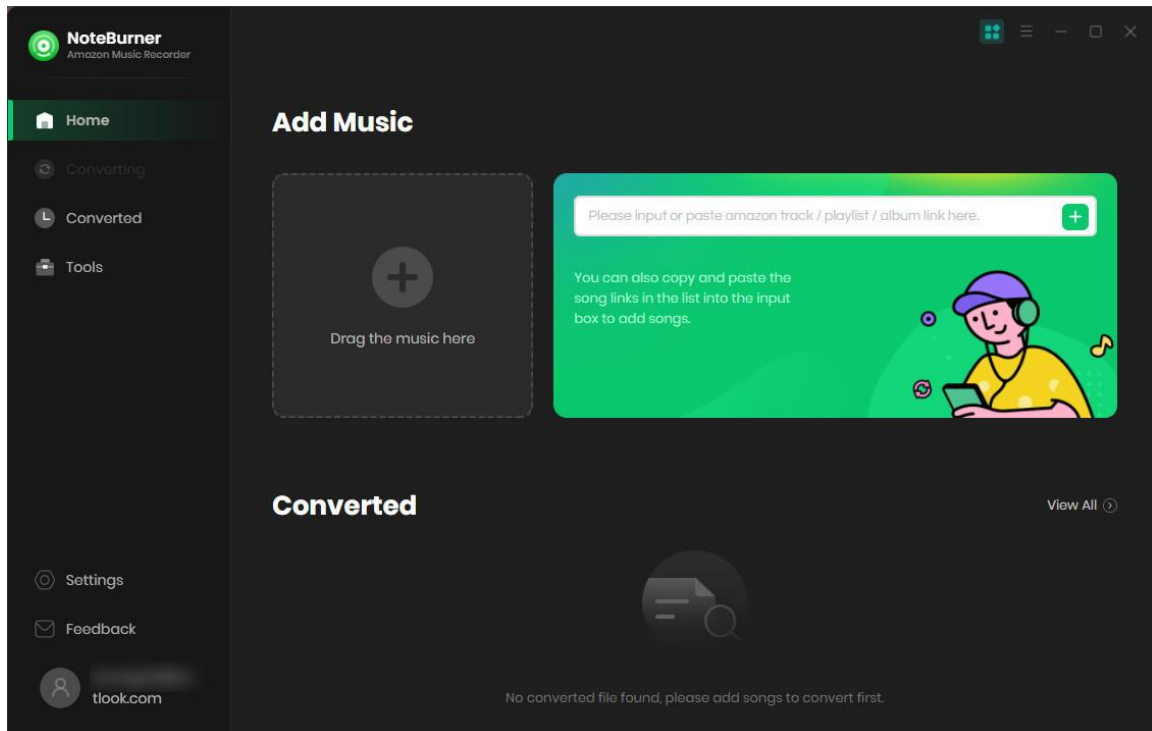 NoteBurner
Amazon Music Recorder
Home
Converting
Converted
Tools
Settings
Feedback
tlook.com
Add Music
Drag the music here
Please input or paste amazon track / playlist / album link here.
You can also copy and paste the
song links in the list into the input
box to add songs.
Converted
View All
No converted file found, please add songs to convert first.